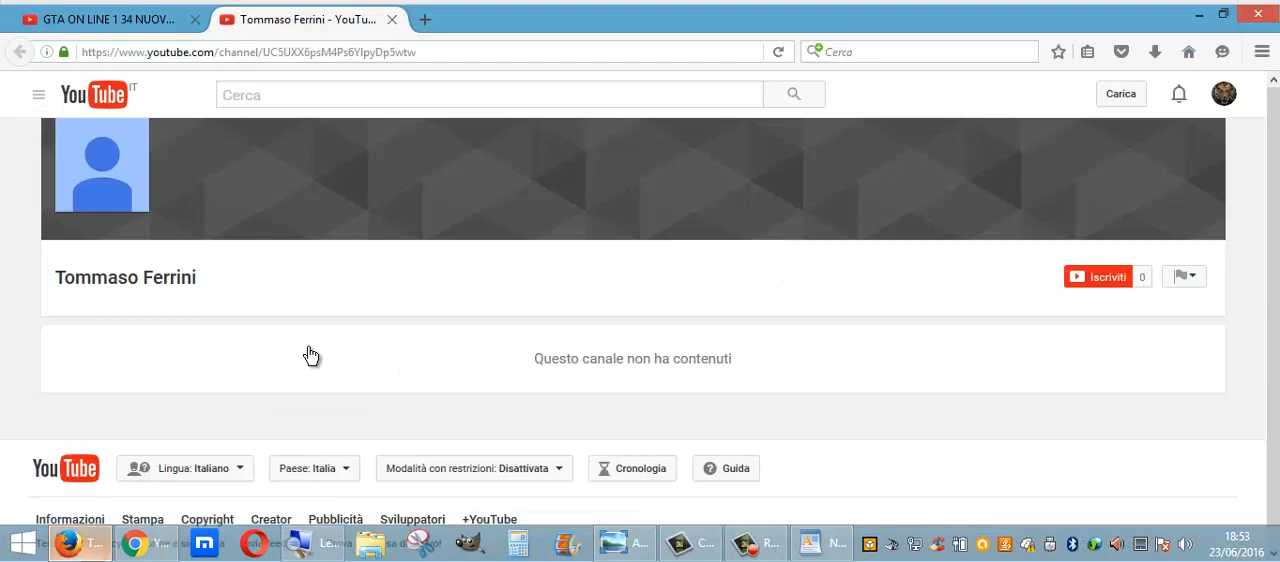 GTA ON LINE 1 34 NUOV...
Tommaso Ferrini - YouTu...
https://www.youtube.com/channel/UC5UXX6psM4Ps6YIpyDp5wtw
Cerca
YouTube IT
Cerca
Carica
Tommaso Ferrini
Iscriviti 0
Questo canale non ha contenuti
YouTube
Lingua: Italiano
Paese: Italia
Modalità con restrizioni: Disattivata
Cronologia
Guida
Informazioni Stampa Copyright Creator Pubblicità Sviluppatori +YouTube
T... Y... Le... A... C... R... N...
18:53
23/06/2016